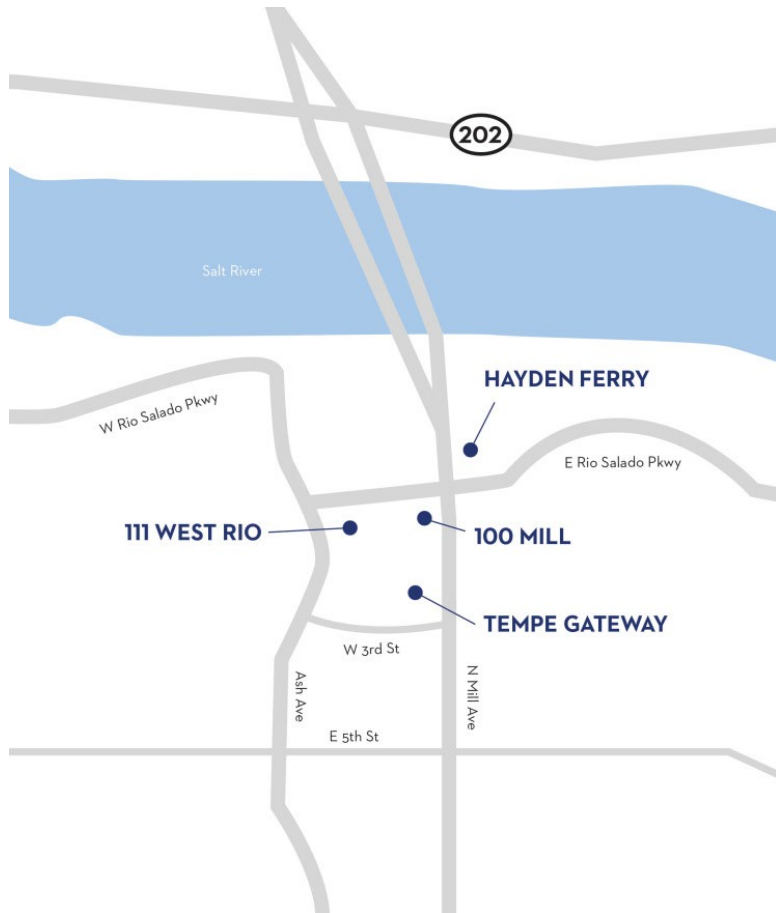 202
Salt River
HAYDEN FERRY
W Rio Salado Pkwy
E Rio Salado Pkwy
111 WEST RIO
100 MILL
TEMPE GATEWAY
W 3rd St
Ash Ave
N Mill Ave
E 5th St